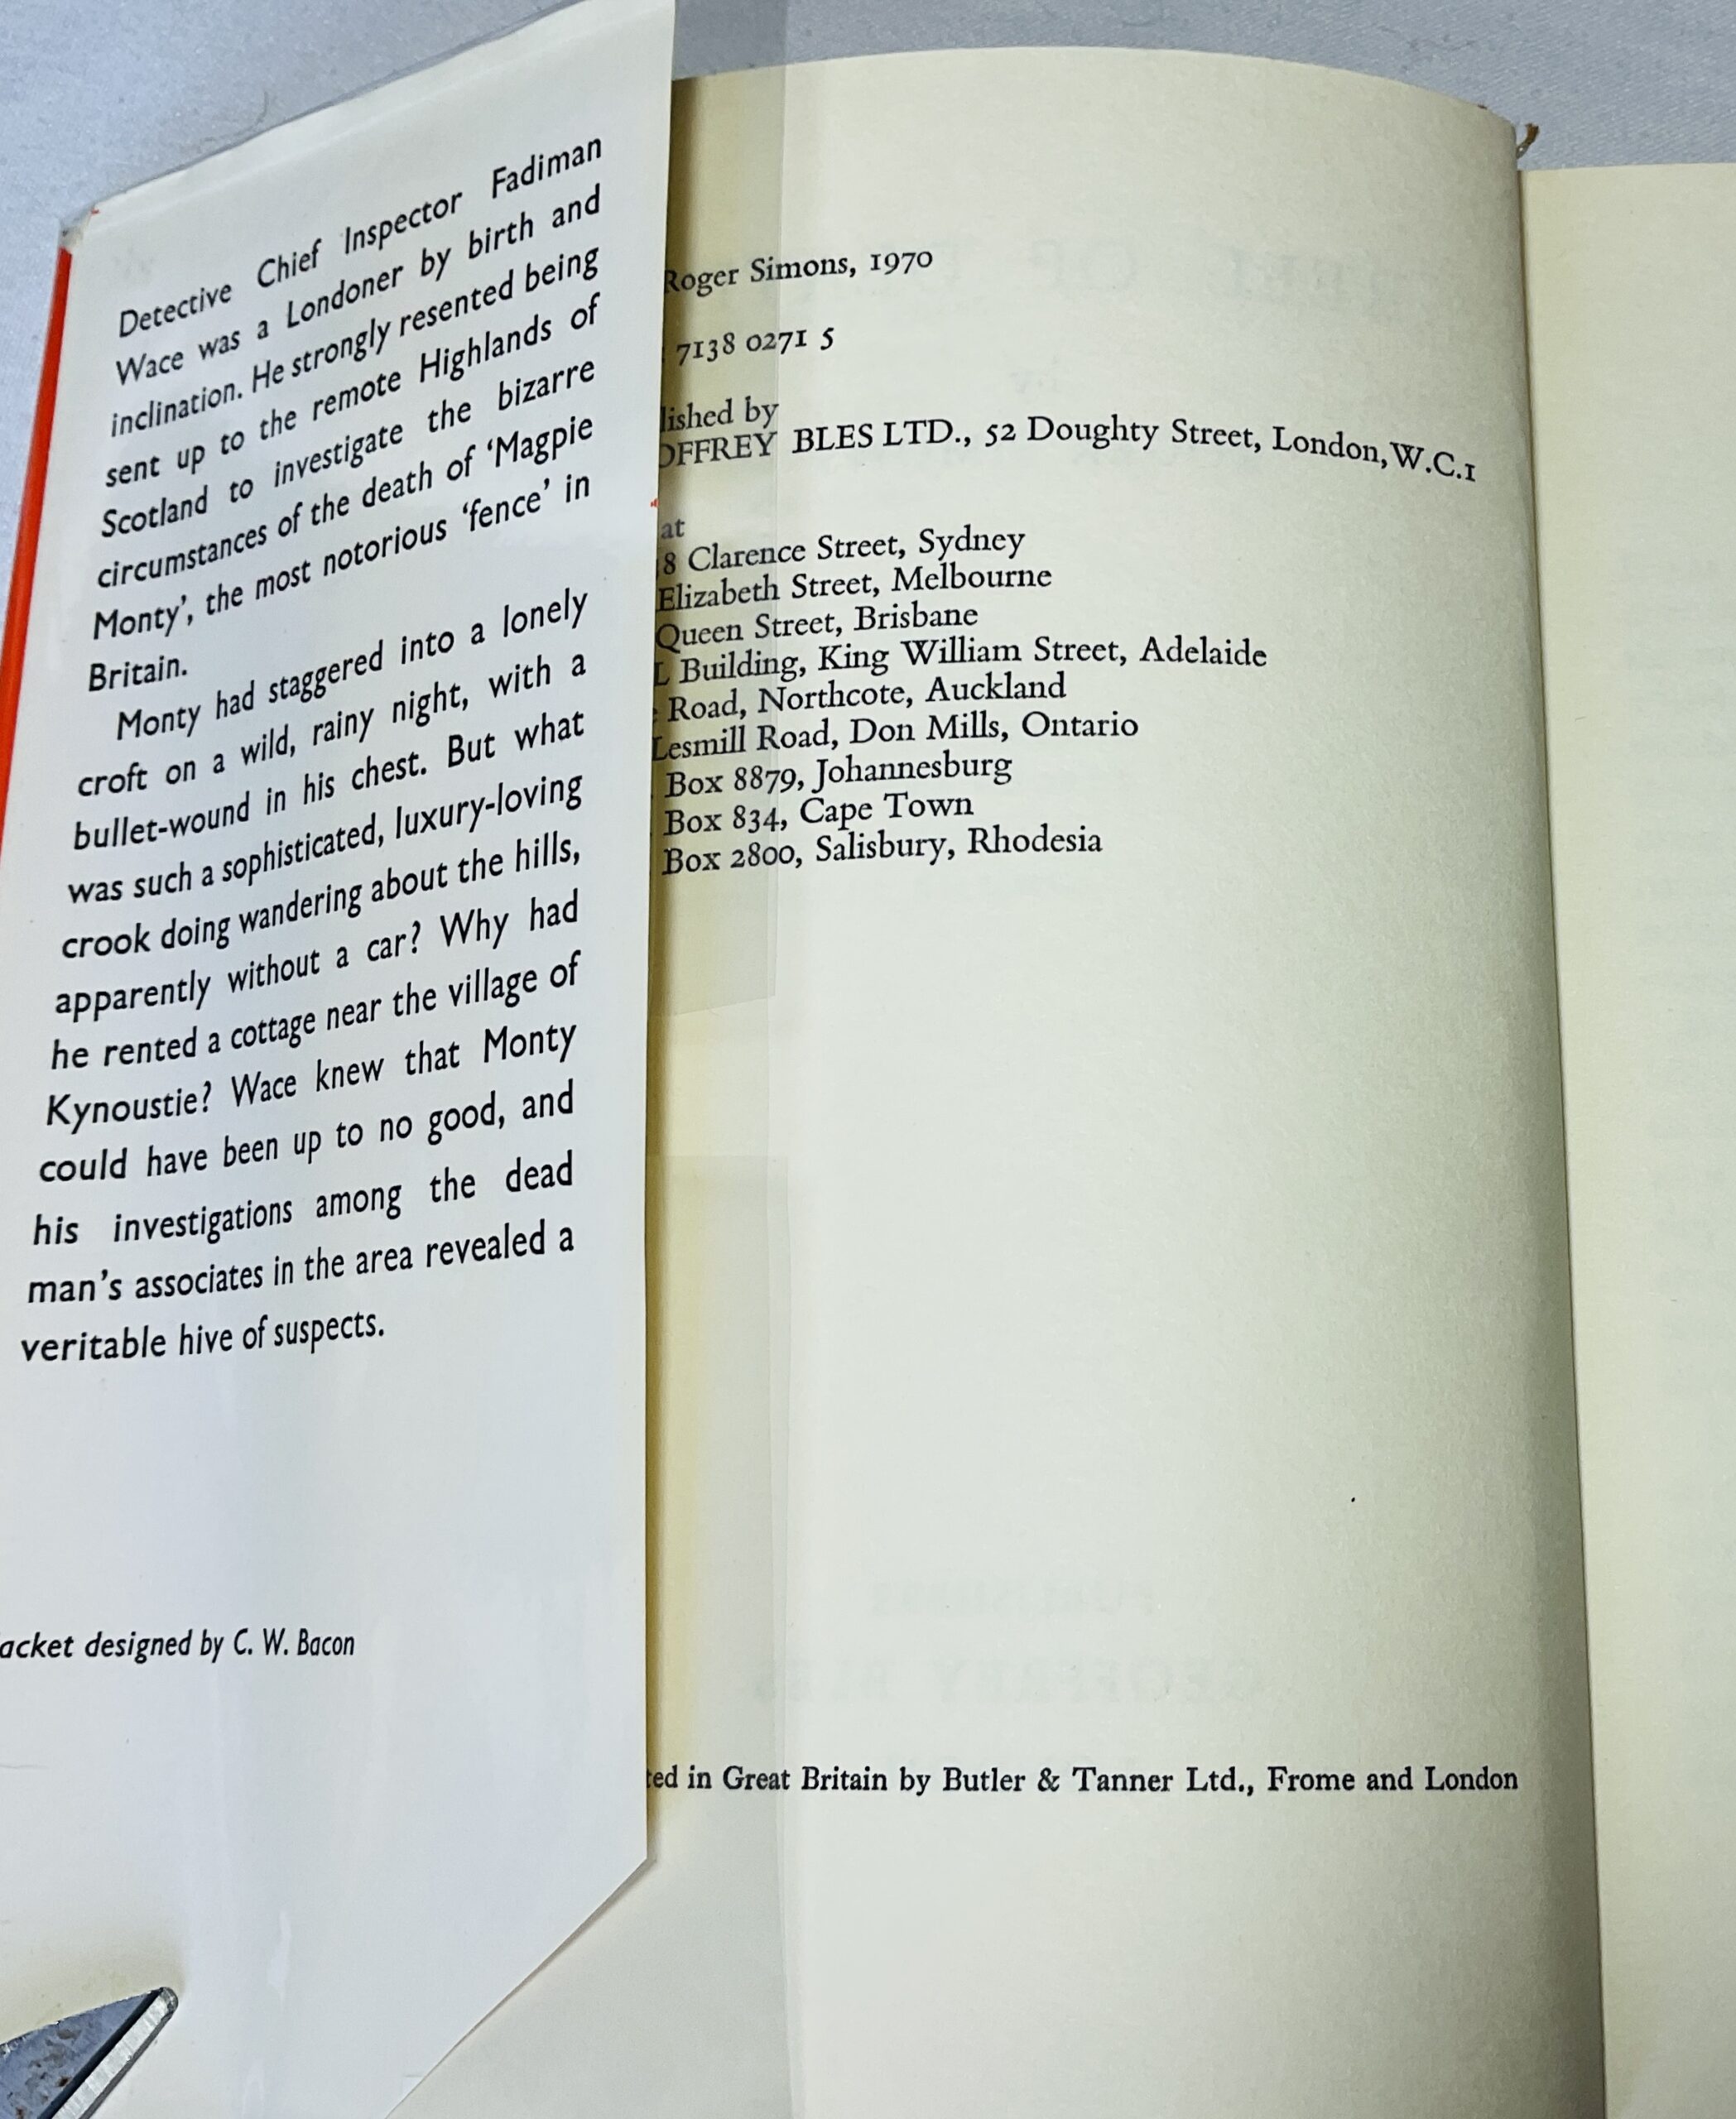 Detective Chief Inspector Fadiman
Wace was a Londoner by birth and
inclination. He strongly resented being
sent up to the remote Highlands of
Scotland to investigate the bizarre
circumstances of the death of ‘Magpie
Monty’, the most notorious ‘fence’ in
Britain.
Monty had staggered into a lonely
croft on a wild, rainy night, with a
bullet-wound in his chest. But what
was such a sophisticated, luxury-loving
crook doing wandering about the hills,
apparently without a car? Why had
he rented a cottage near the village of
Kynoustie? Wace knew that Monty
could have been up to no good, and
his investigations among the dead
man’s associates in the area revealed a
veritable hive of suspects.
acket designed by C. W. Bacon
Roger Simons, 1970
7138 0271 5
lished by
OFFREY BLES LTD., 52 Doughty Street, London, W.C.1
at
8 Clarence Street, Sydney
Elizabeth Street, Melbourne
Queen Street, Brisbane
L Building, King William Street, Adelaide
Road, Northcote, Auckland
Lesmill Road, Don Mills, Ontario
Box 8879, Johannesburg
Box 834, Cape Town
Box 2800, Salisbury, Rhodesia
ted in Great Britain by Butler & Tanner Ltd., Frome and London